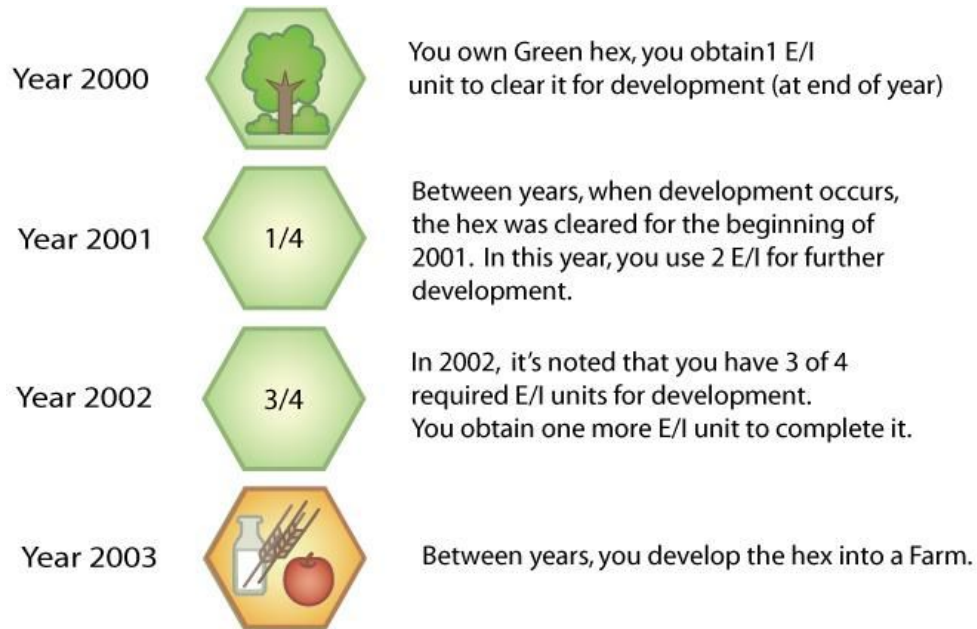 Year 2000
You own Green hex, you obtain1 E/I
unit to clear it for development (at end of year)
Year 2001
1/4
Between years, when development occurs,
the hex was cleared for the beginning of
2001. In this year, you use 2 E/I for further
development.
Year 2002
3/4
In 2002, it's noted that you have 3 of 4
required E/I units for development.
You obtain one more E/I unit to complete it.
Year 2003
Between years, you develop the hex into a Farm.